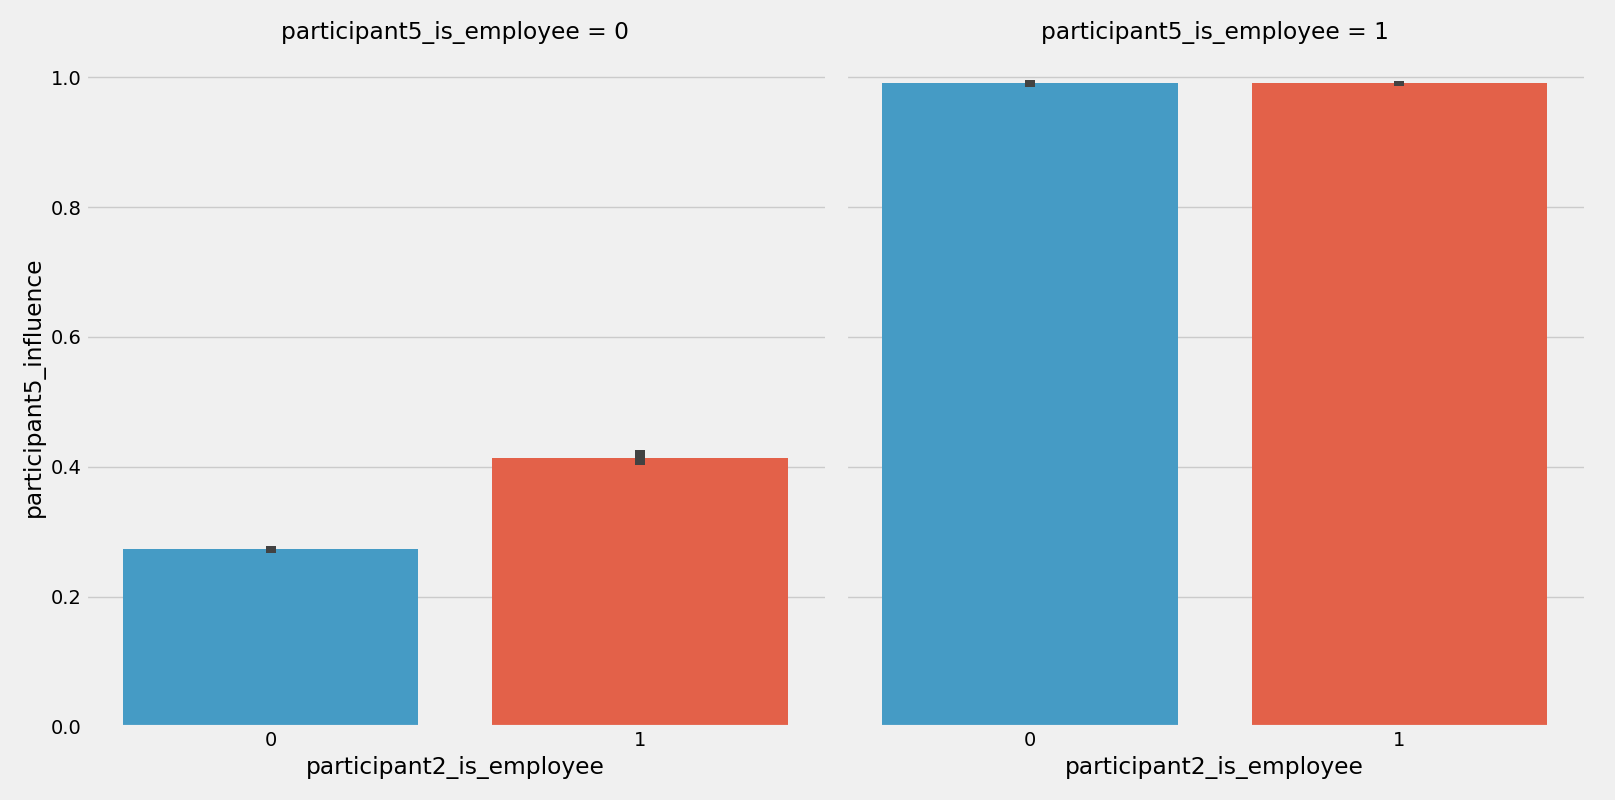 participant5_is_employee = 0
participant5_is_employee = 1
1.0
0.8
0.6
0.4
0.2
0.0
participant5_influence
0
1
0
1
participant2_is_employee
participant2_is_employee